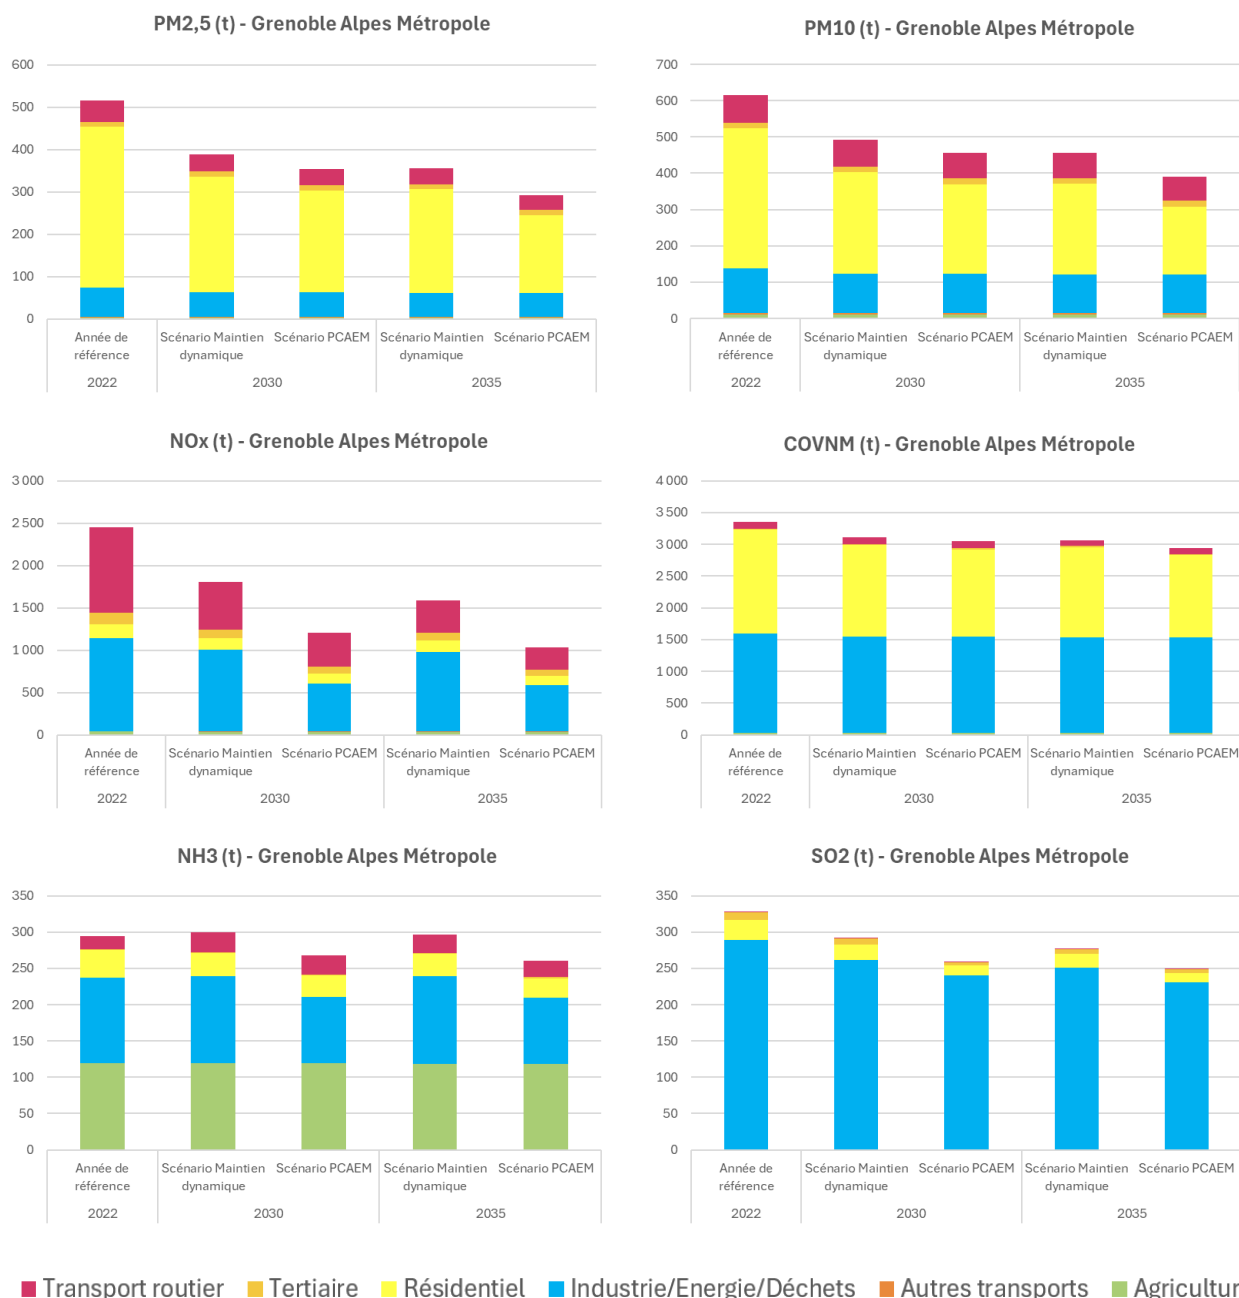 PM2,5 (t) - Grenoble Alpes Métropole
600
500
400
300
200
100
0
Année de référence
Scénario Maintien dynamique
Scénario PCAEM
Scénario Maintien dynamique
Scénario PCAEM
2022
2030
2035
PM10 (t) - Grenoble Alpes Métropole
700
600
500
400
300
200
100
0
Année de référence
Scénario Maintien dynamique
Scénario PCAEM
Scénario Maintien dynamique
Scénario PCAEM
2022
2030
2035
NOx (t) - Grenoble Alpes Métropole
3 000
2 500
2 000
1 500
1 000
500
0
Année de référence
Scénario Maintien dynamique
Scénario PCAEM
Scénario Maintien dynamique
Scénario PCAEM
2022
2030
2035
COVNM (t) - Grenoble Alpes Métropole
4 000
3 500
3 000
2 500
2 000
1 500
1 000
500
0
Année de référence
Scénario Maintien dynamique
Scénario PCAEM
Scénario Maintien dynamique
Scénario PCAEM
2022
2030
2035
NH3 (t) - Grenoble Alpes Métropole
350
300
250
200
150
100
50
0
Année de référence
Scénario Maintien dynamique
Scénario PCAEM
Scénario Maintien dynamique
Scénario PCAEM
2022
2030
2035
SO2 (t) - Grenoble Alpes Métropole
350
300
250
200
150
100
50
0
Année de référence
Scénario Maintien dynamique
Scénario PCAEM
Scénario Maintien dynamique
Scénario PCAEM
2022
2030
2035
Transport routier Tertiaire Résidentiel Industrie/Energie/Déchets Autres transports Agricultur